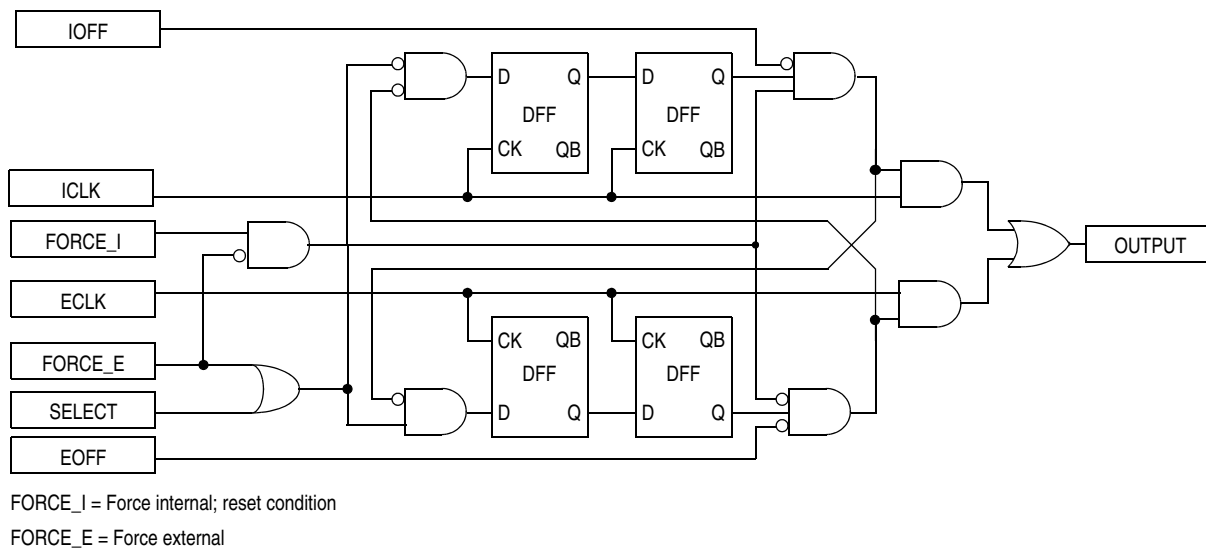 IOFF
D Q D Q
DFF DFF
CK QB CK QB
ICLK
FORCE_I
OUTPUT
ECLK
CK QB CK QB
FORCE_E
DFF DFF
SELECT
D Q D Q
EOFF
FORCE_I = Force internal; reset condition
FORCE_E = Force external